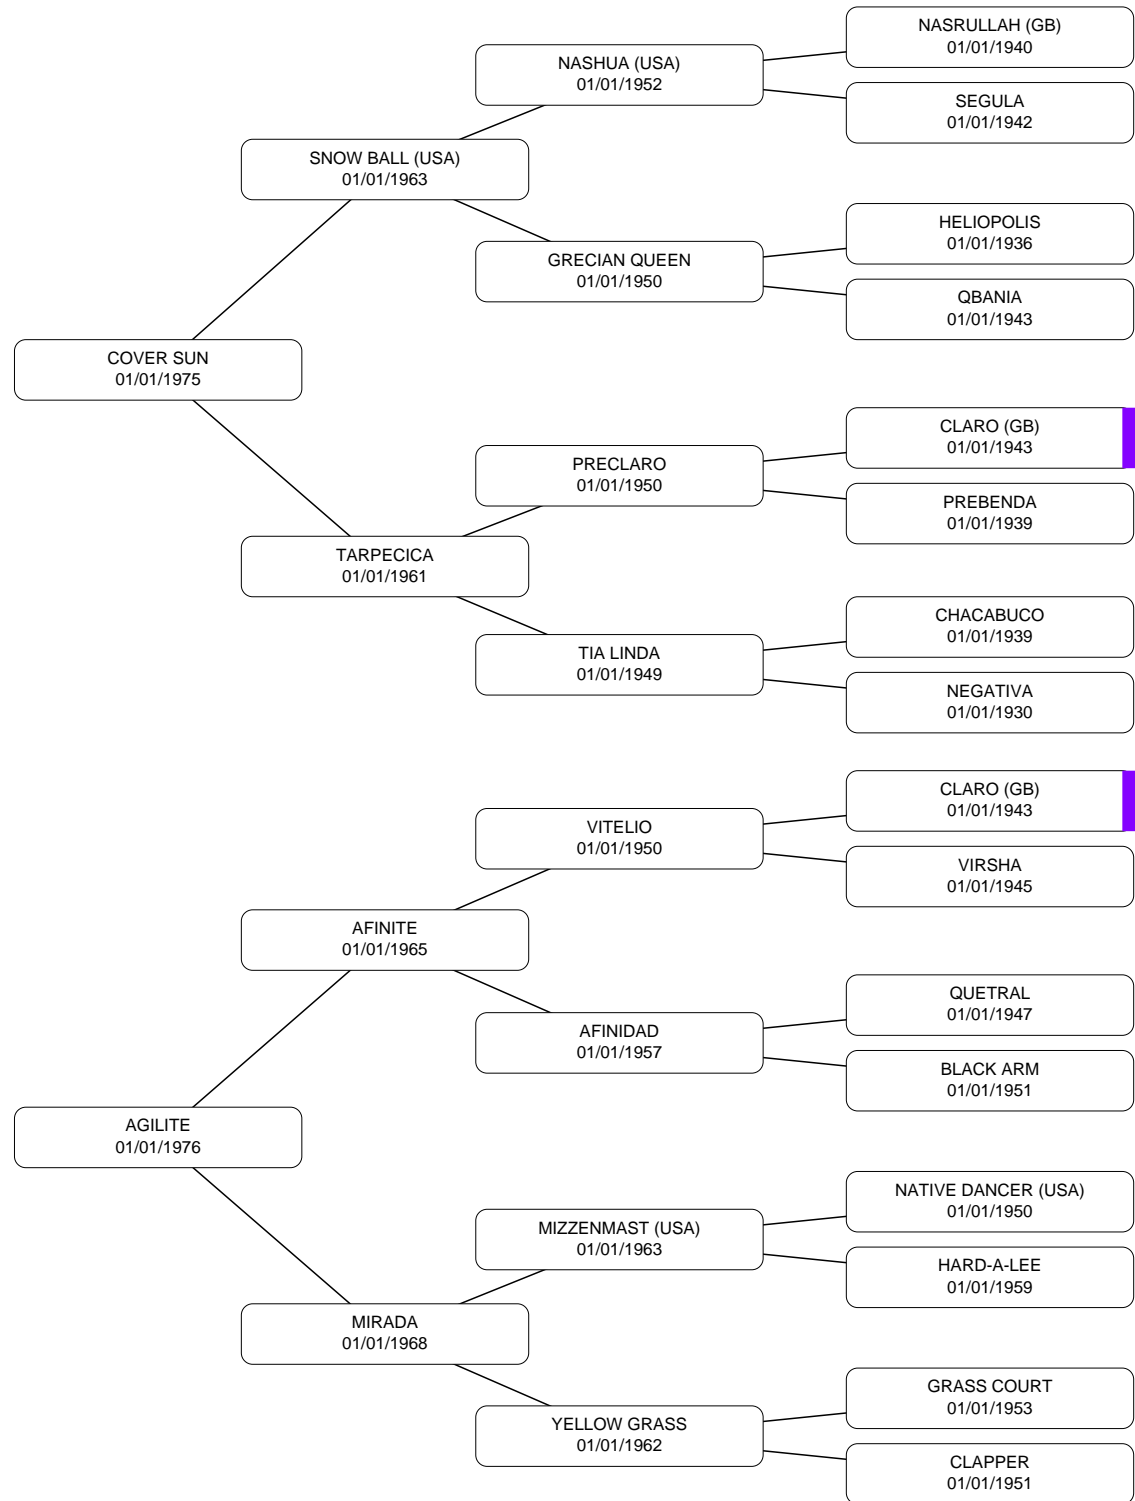 NASRULLAH (GB)
01/01/1940
NASHUA (USA)
01/01/1952
SEGULA
01/01/1942
SNOW BALL (USA)
01/01/1963
HELIOPOLIS
01/01/1936
GRECIAN QUEEN
01/01/1950
QBANIA
01/01/1943
COVER SUN
01/01/1975
CLARO (GB)
01/01/1943
PRECLARO
01/01/1950
PREBENDA
01/01/1939
TARPECICA
01/01/1961
CHACABUCO
01/01/1939
TIA LINDA
01/01/1949
NEGATIVA
01/01/1930
CLARO (GB)
01/01/1943
VITELIO
01/01/1950
VIRSHA
01/01/1945
AFINITE
01/01/1965
QUETRAL
01/01/1947
AFINIDAD
01/01/1957
BLACK ARM
01/01/1951
AGILITE
01/01/1976
NATIVE DANCER (USA)
01/01/1950
MIZZENMAST (USA)
01/01/1963
HARD-A-LEE
01/01/1959
MIRADA
01/01/1968
GRASS COURT
01/01/1953
YELLOW GRASS
01/01/1962
CLAPPER
01/01/1951